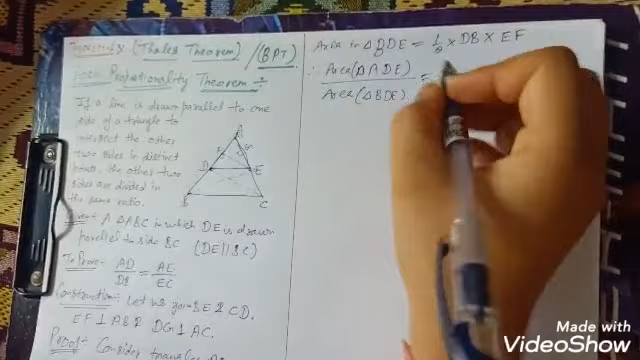 Theorem (Thales Theorem) / (BPT)
Basic Proportionality Theorem :-
If a line is drawn parallel to one
side of a triangle to
intersect the other
two sides in distinct
points, the other two
sides are divided in
the same ratio.
A
F G
D E
B C
Given: A ΔABC in which DE is drawn
parallel to side BC (DE||BC)
To Prove:- AD/DB = AE/EC
Construction:- Let us join BE & CD.
EF ⊥ AB & DG ⊥ AC.
Proof:- Consider
Area in ΔBDE = 1/2 × DB × EF
∴ Area(ΔADE)/Area(ΔBDE) =
Made with
VideoShow